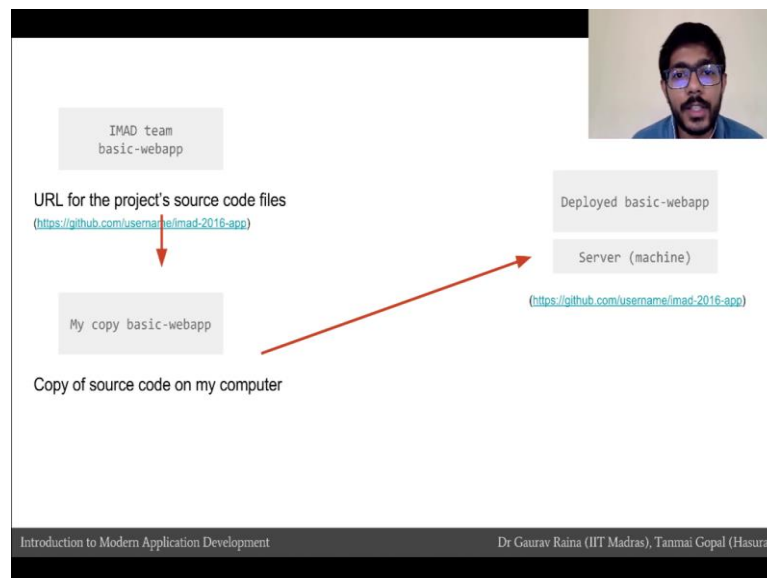 IMAD team
basic-webapp
URL for the project's source code files
(https://github.com/username/imad-2016-app)
My copy basic-webapp
Copy of source code on my computer
Deployed basic-webapp
Server (machine)
(https://github.com/username/imad-2016-app)
Introduction to Modern Application Development
Dr Gaurav Raina (IIT Madras), Tanmai Gopal (Hasura